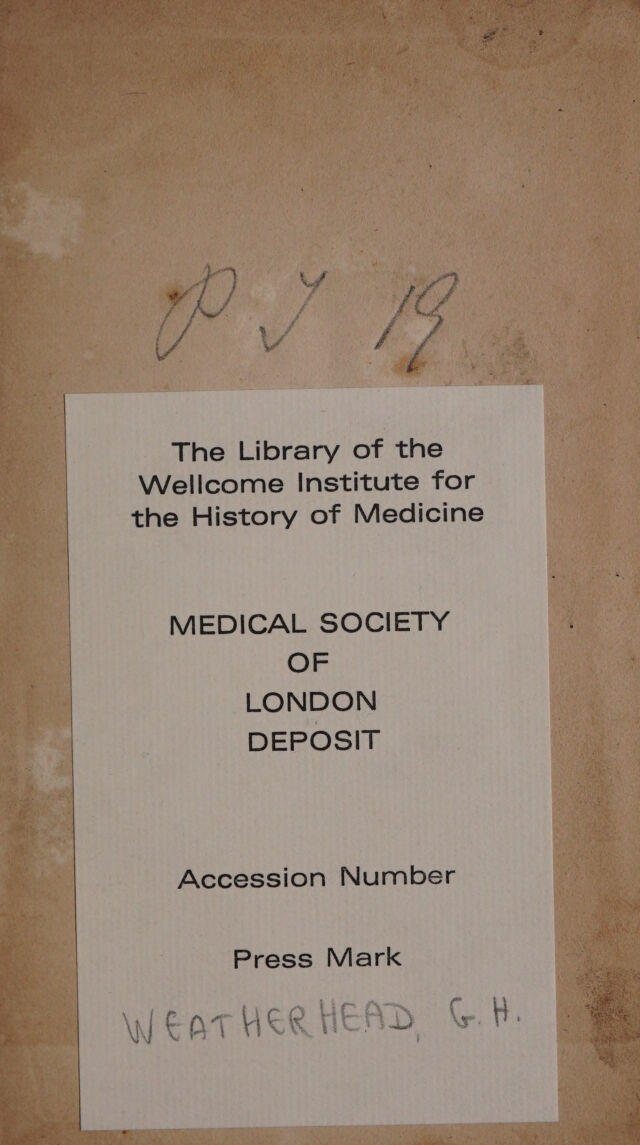 P J 19
The Library of the
Wellcome Institute for
the History of Medicine
MEDICAL SOCIETY
OF
LONDON
DEPOSIT
Accession Number
Press Mark
WEATHERHEAD, G. H.